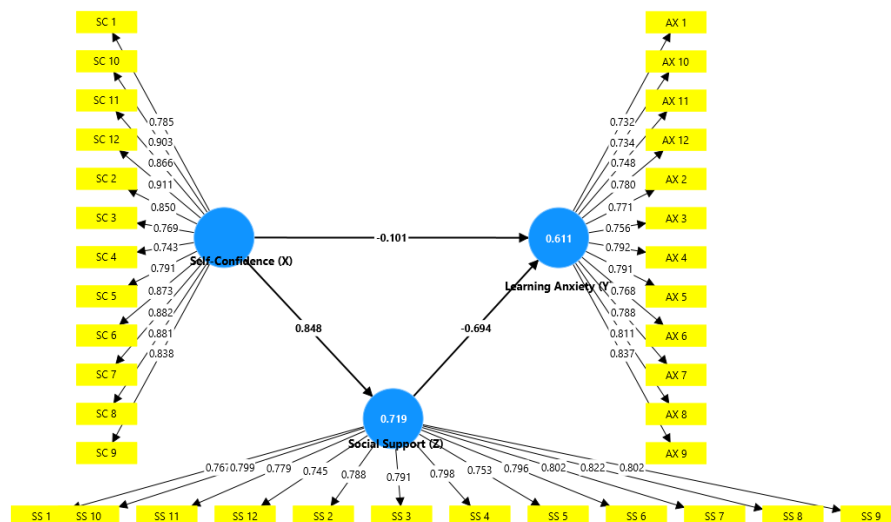 SC 1
SC 10
SC 11
SC 12
SC 2
SC 3
SC 4
SC 5
SC 6
SC 7
SC 8
SC 9
0.785
0.903
0.866
0.911
0.850
0.769
0.743
0.791
0.873
0.882
0.881
0.838
Self-Confidence (X)
-0.101
0.848
-0.694
0.611
Learning Anxiety (Y
0.719
Social Support (Z)
0.732
0.734
0.748
0.780
0.771
0.756
0.792
0.791
0.768
0.788
0.811
0.837
AX 1
AX 10
AX 11
AX 12
AX 2
AX 3
AX 4
AX 5
AX 6
AX 7
AX 8
AX 9
0.799 0.779 0.745 0.788 0.791 0.798 0.753 0.796 0.802 0.822 0.802
SS 1 SS 10 SS 11 SS 12 SS 2 SS 3 SS 4 SS 5 SS 6 SS 7 SS 8 SS 9